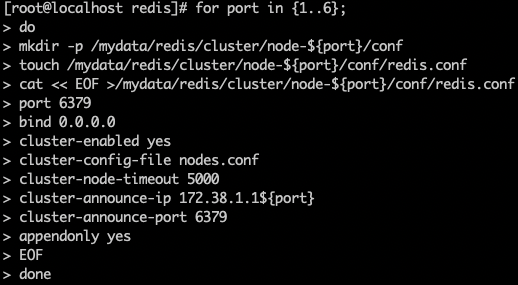 [root@localhost redis]# for port in {1..6};
> do
> mkdir -p /mydata/redis/cluster/node-${port}/conf
> touch /mydata/redis/cluster/node-${port}/conf/redis.conf
> cat << EOF >/mydata/redis/cluster/node-${port}/conf/redis.conf
> port 6379
> bind 0.0.0.0
> cluster-enabled yes
> cluster-config-file nodes.conf
> cluster-node-timeout 5000
> cluster-announce-ip 172.38.1.1${port}
> cluster-announce-port 6379
> appendonly yes
> EOF
> done